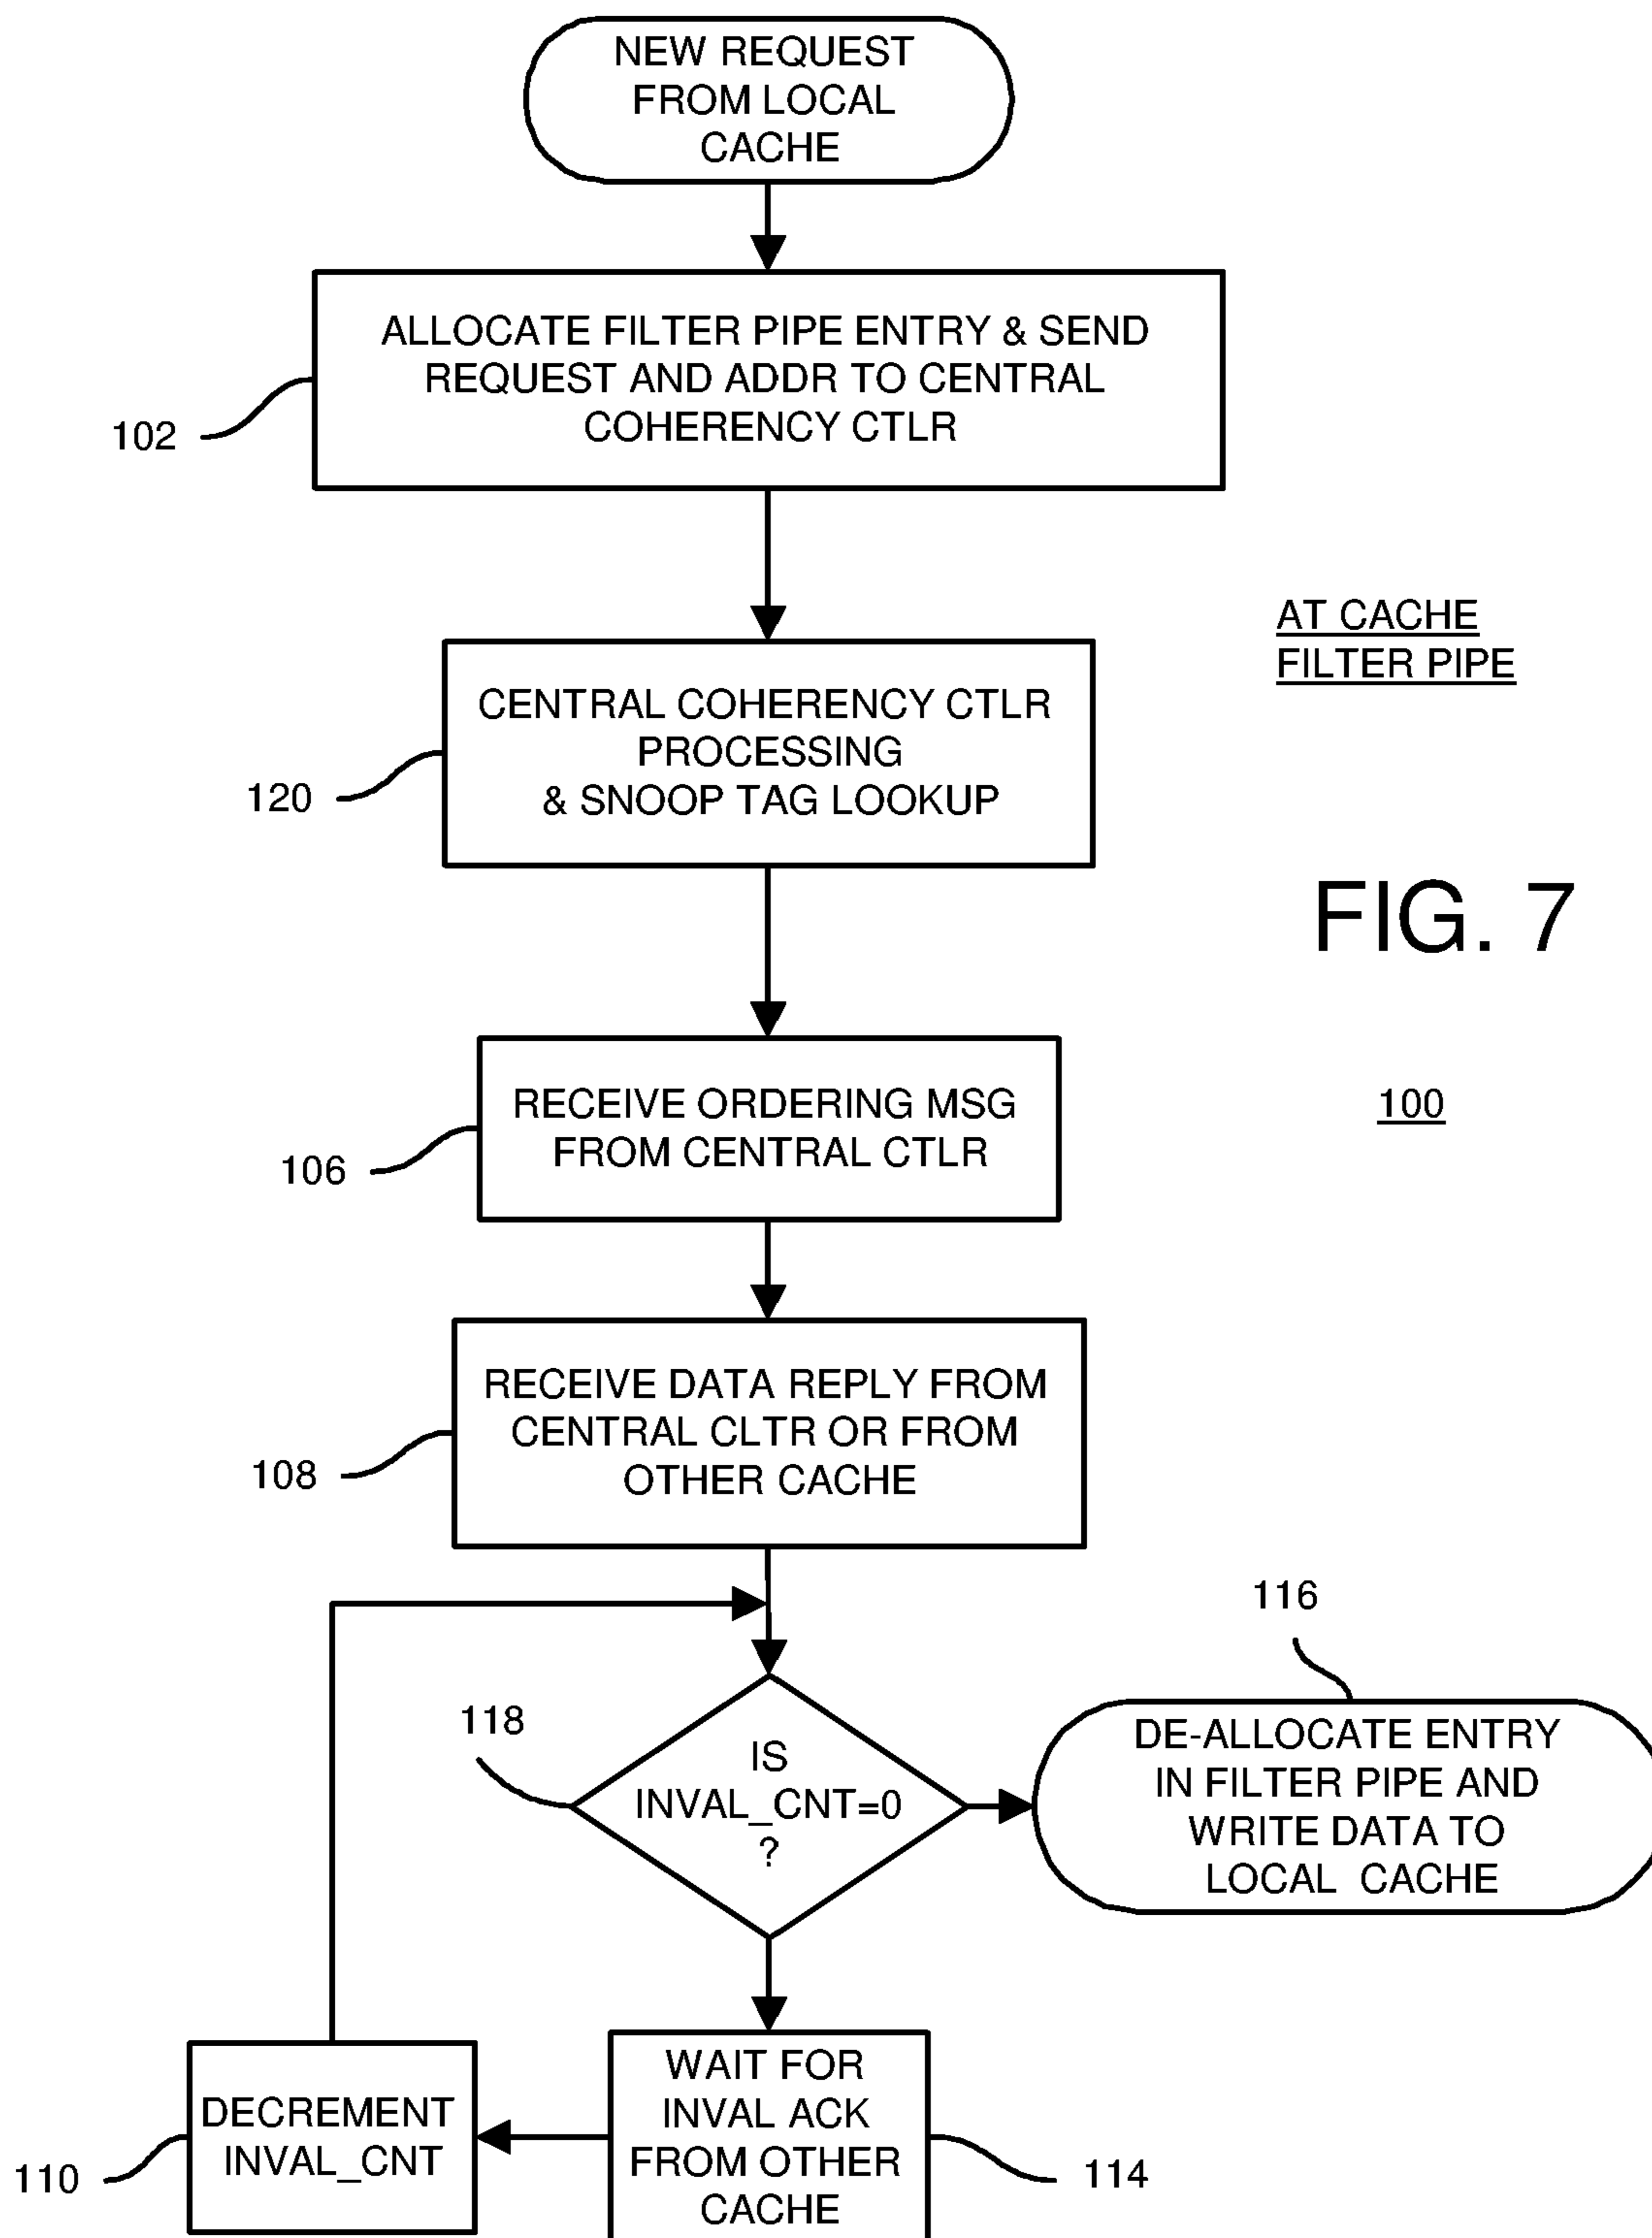 NEW REQUEST
FROM LOCAL
CACHE
ALLOCATE FILTER PIPE ENTRY & SEND
REQUEST AND ADDR TO CENTRAL
COHERENCY CTLR
102
AT CACHE
FILTER PIPE
CENTRAL COHERENCY CTLR
PROCESSING
& SNOOP TAG LOOKUP
120
FIG. 7
RECEIVE ORDERING MSG
FROM CENTRAL CTLR
106
100
RECEIVE DATA REPLY FROM
CENTRAL CLTR OR FROM
OTHER CACHE
108
116
118
IS
INVAL_CNT=0
?
DE-ALLOCATE ENTRY
IN FILTER PIPE AND
WRITE DATA TO
LOCAL CACHE
DECREMENT
INVAL_CNT
110
WAIT FOR
INVAL ACK
FROM OTHER
CACHE
114